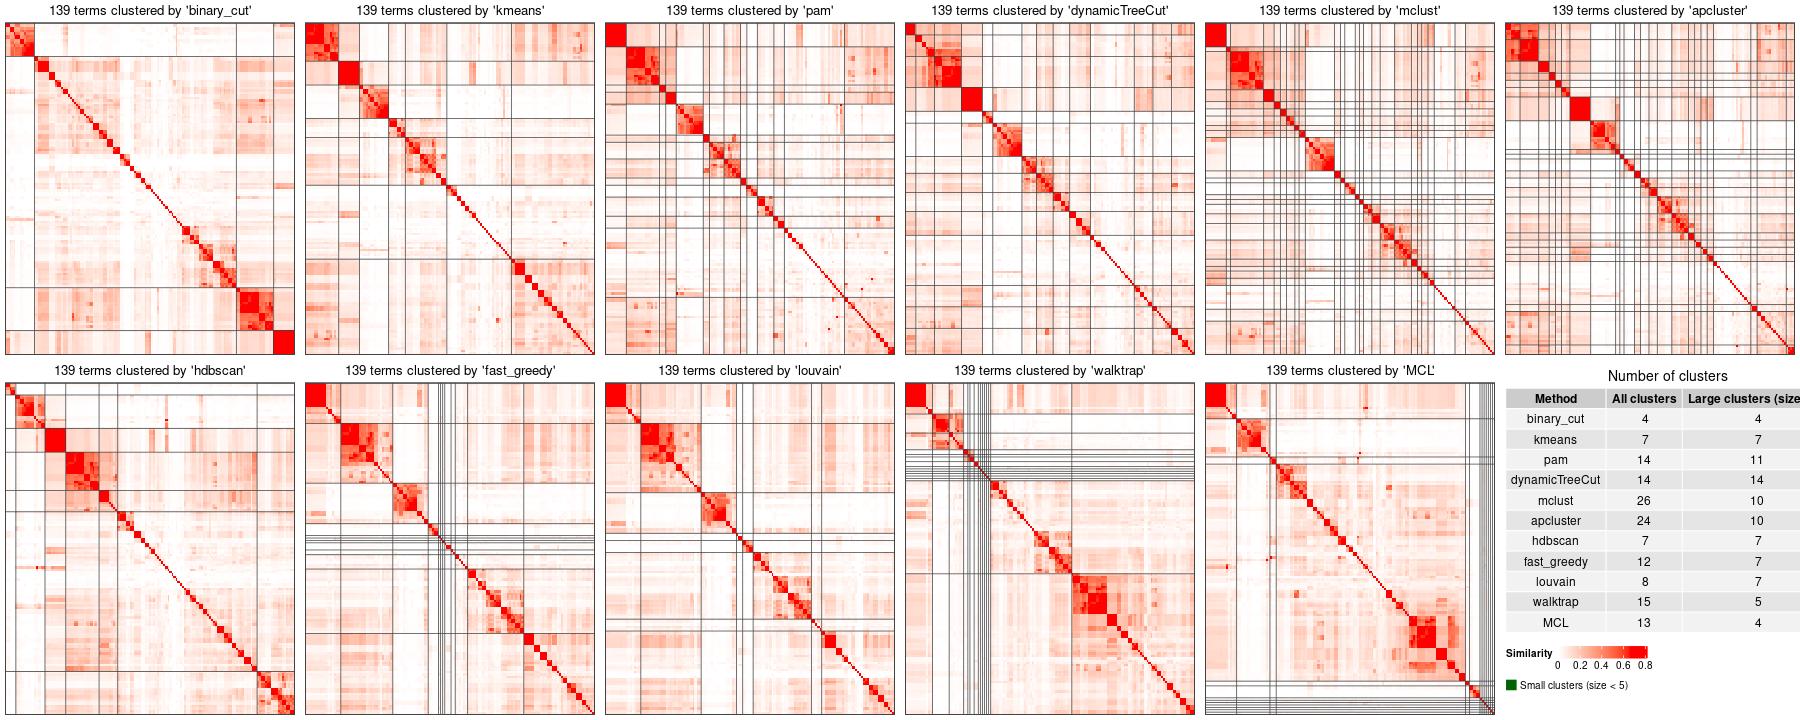 139 terms clustered by 'binary_cut'
139 terms clustered by 'kmeans'
139 terms clustered by 'pam'
139 terms clustered by 'dynamicTreeCut'
139 terms clustered by 'mclust'
139 terms clustered by 'apcluster'
139 terms clustered by 'hdbscan'
139 terms clustered by 'fast_greedy'
139 terms clustered by 'louvain'
139 terms clustered by 'walktrap'
139 terms clustered by 'MCL'
Number of clusters
Method All clusters Large clusters (size
binary_cut 4 4
kmeans 7 7
pam 14 11
dynamicTreeCut 14 14
mclust 26 10
apcluster 24 10
hdbscan 7 7
fast_greedy 12 7
louvain 8 7
walktrap 15 5
MCL 13 4
Similarity
0 0.2 0.4 0.6 0.8
Small clusters (size < 5)